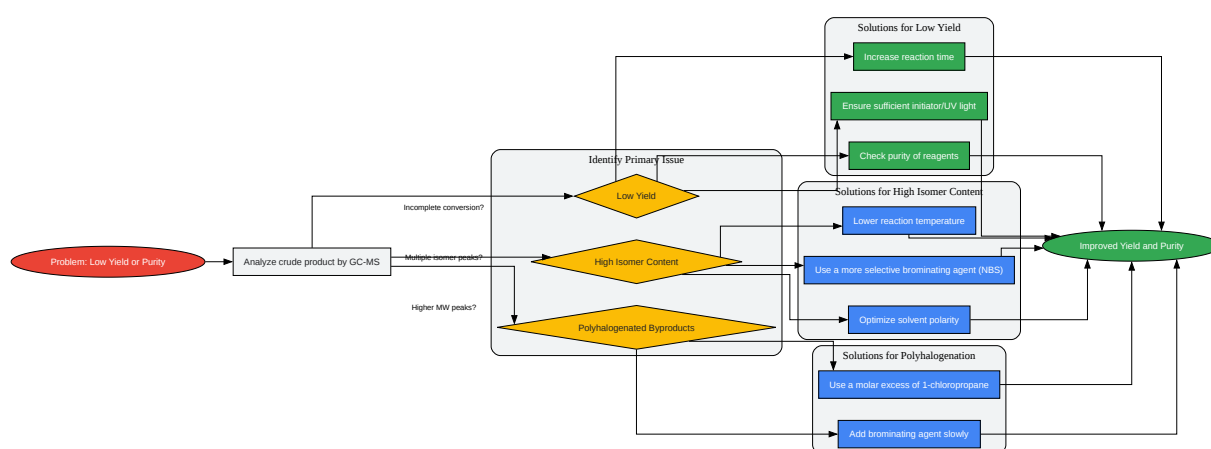 Solutions for Low Yield
Increase reaction time
Ensure sufficient initiator/UV light
Check purity of reagents
Identify Primary Issue
Low Yield
Incomplete conversion?
Solutions for High Isomer Content
Lower reaction temperature
Problem: Low Yield or Purity
Analyze crude product by GC-MS
Multiple isomer peaks?
High Isomer Content
Use a more selective brominating agent (NBS)
Improved Yield and Purity
Higher MW peaks?
Polyhalogenated Byproducts
Optimize solvent polarity
Solutions for Polyhalogenation
Use a molar excess of 1-chloropropane
Add brominating agent slowly